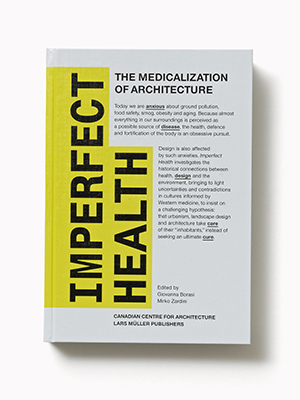 IMPERFECT
HEALTH
THE MEDICALIZATION
OF ARCHITECTURE
Today we are anxious about ground pollution,
food safety, smog, obesity and aging. Because almost
everything in our surroundings is perceived as
a possible source of disease, the health, defence
and fortification of the body is an obsessive pursuit.
Design is also affected
by such anxieties. Imperfect
Health investigates the
historical connections between
health, design and the
environment, bringing to light
uncertainties and contradictions
in cultures informed by
Western medicine, to insist on
a challenging hypothesis:
that urbanism, landscape design
and architecture take care
of their "inhabitants," instead of
seeking an ultimate cure.
Edited by
Giovanna Borasi
Mirko Zardini
CANADIAN CENTRE FOR ARCHITECTURE
LARS MÜLLER PUBLISHERS